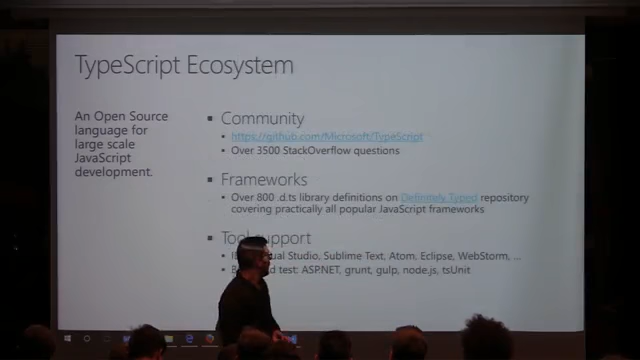 TypeScript Ecosystem
An Open Source
language for
large scale
JavaScript
development.
Community
https://github.com/Microsoft/TypeScript
Over 3500 StackOverflow questions
Frameworks
Over 800 .d.ts library definitions on Definitely Typed repository
covering practically all popular JavaScript frameworks
Tool support
Studio, Sublime Text, Atom, Eclipse, WebStorm, ...
test: ASP.NET, grunt, gulp, node.js, tsUnit